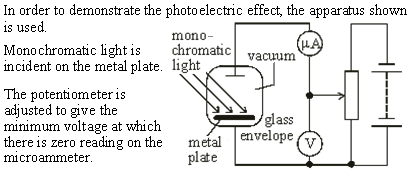 In order to demonstrate the photoelectric effect, the apparatus shown
is used.
Monochromatic light is
incident on the metal plate.
The potentiometer is
adjusted to give the
minimum voltage at which
there is zero reading on the
microammeter.
mono-
chromatic
light
vacuum
μA
glass
envelope
metal
plate
V